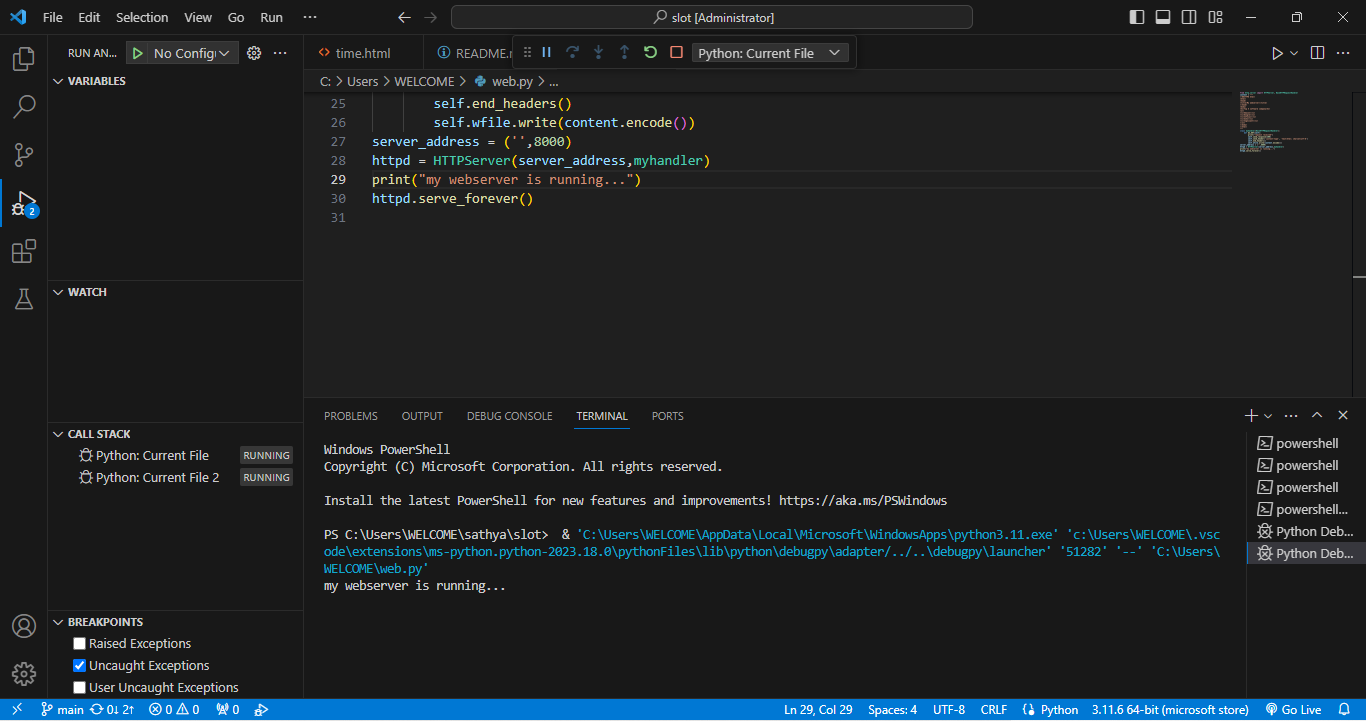 File Edit Selection View Go Run ··· slot [Administrator]
RUN AN... No Config time.html README. Python: Current File
VARIABLES
C: > Users > WELCOME > web.py > ...
25 self.end_headers()
26 self.wfile.write(content.encode())
27 server_address = ('',8000)
28 httpd = HTTPServer(server_address,myhandler)
29 print("my webserver is running...")
30 httpd.serve_forever()
31
WATCH
CALL STACK
Python: Current File RUNNING
Python: Current File 2 RUNNING
BREAKPOINTS
Raised Exceptions
Uncaught Exceptions
User Uncaught Exceptions
2
PROBLEMS OUTPUT DEBUG CONSOLE TERMINAL PORTS
Windows PowerShell
Copyright (C) Microsoft Corporation. All rights reserved.
Install the latest PowerShell for new features and improvements! https://aka.ms/PSWindows
PS C:\Users\WELCOME\sathya\slot>  & 'C:\Users\WELCOME\AppData\Local\Microsoft\WindowsApps\python3.11.exe' 'c:\Users\WELCOME\.vsc
ode\extensions\ms-python.python-2023.18.0\pythonFiles\lib\python\debugpy\adapter/../..\debugpy\launcher' '51282' '--' 'C:\Users\
WELCOME\web.py'
my webserver is running...
powershell
powershell
powershell
powershell...
Python Deb...
Python Deb...
main 0↓ 2↑ 0 0 0 Ln 29, Col 29 Spaces: 4 UTF-8 CRLF Python 3.11.6 64-bit (microsoft store) Go Live